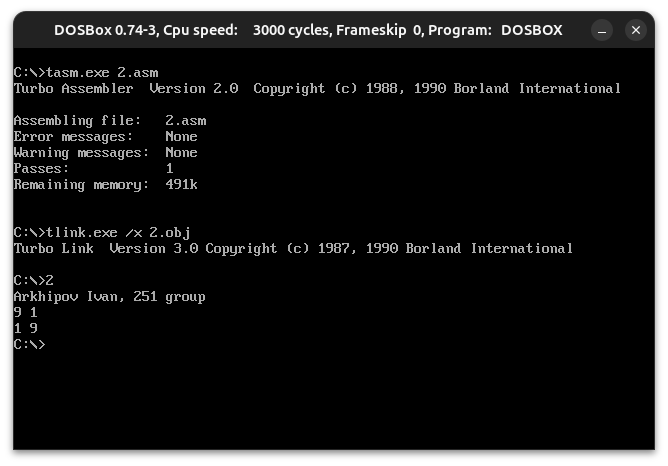 DOSBox 0.74-3, Cpu speed: 3000 cycles, Frameskip 0, Program: DOSBOX
C:\>tasm.exe 2.asm
Turbo Assembler Version 2.0 Copyright (c) 1988, 1990 Borland International
Assembling file: 2.asm
Error messages: None
Warning messages: None
Passes: 1
Remaining memory: 491k
C:\>tlink.exe /x 2.obj
Turbo Link Version 3.0 Copyright (c) 1987, 1990 Borland International
C:\>2
Arkhipov Ivan, 251 group
9 1
1 9
C:\>